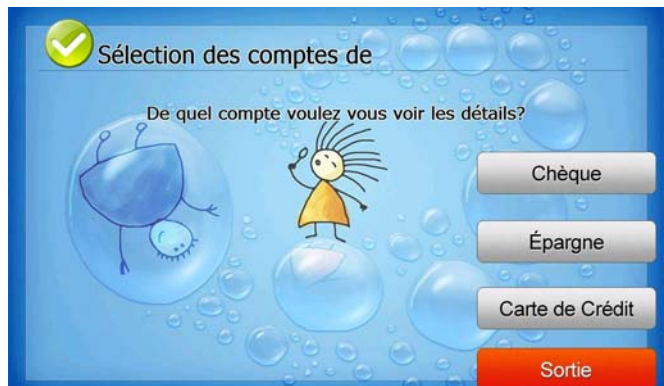 Sélection des comptes de
De quel compte voulez vous voir les détails?
Chèque
Épargne
Carte de Crédit
Sortie